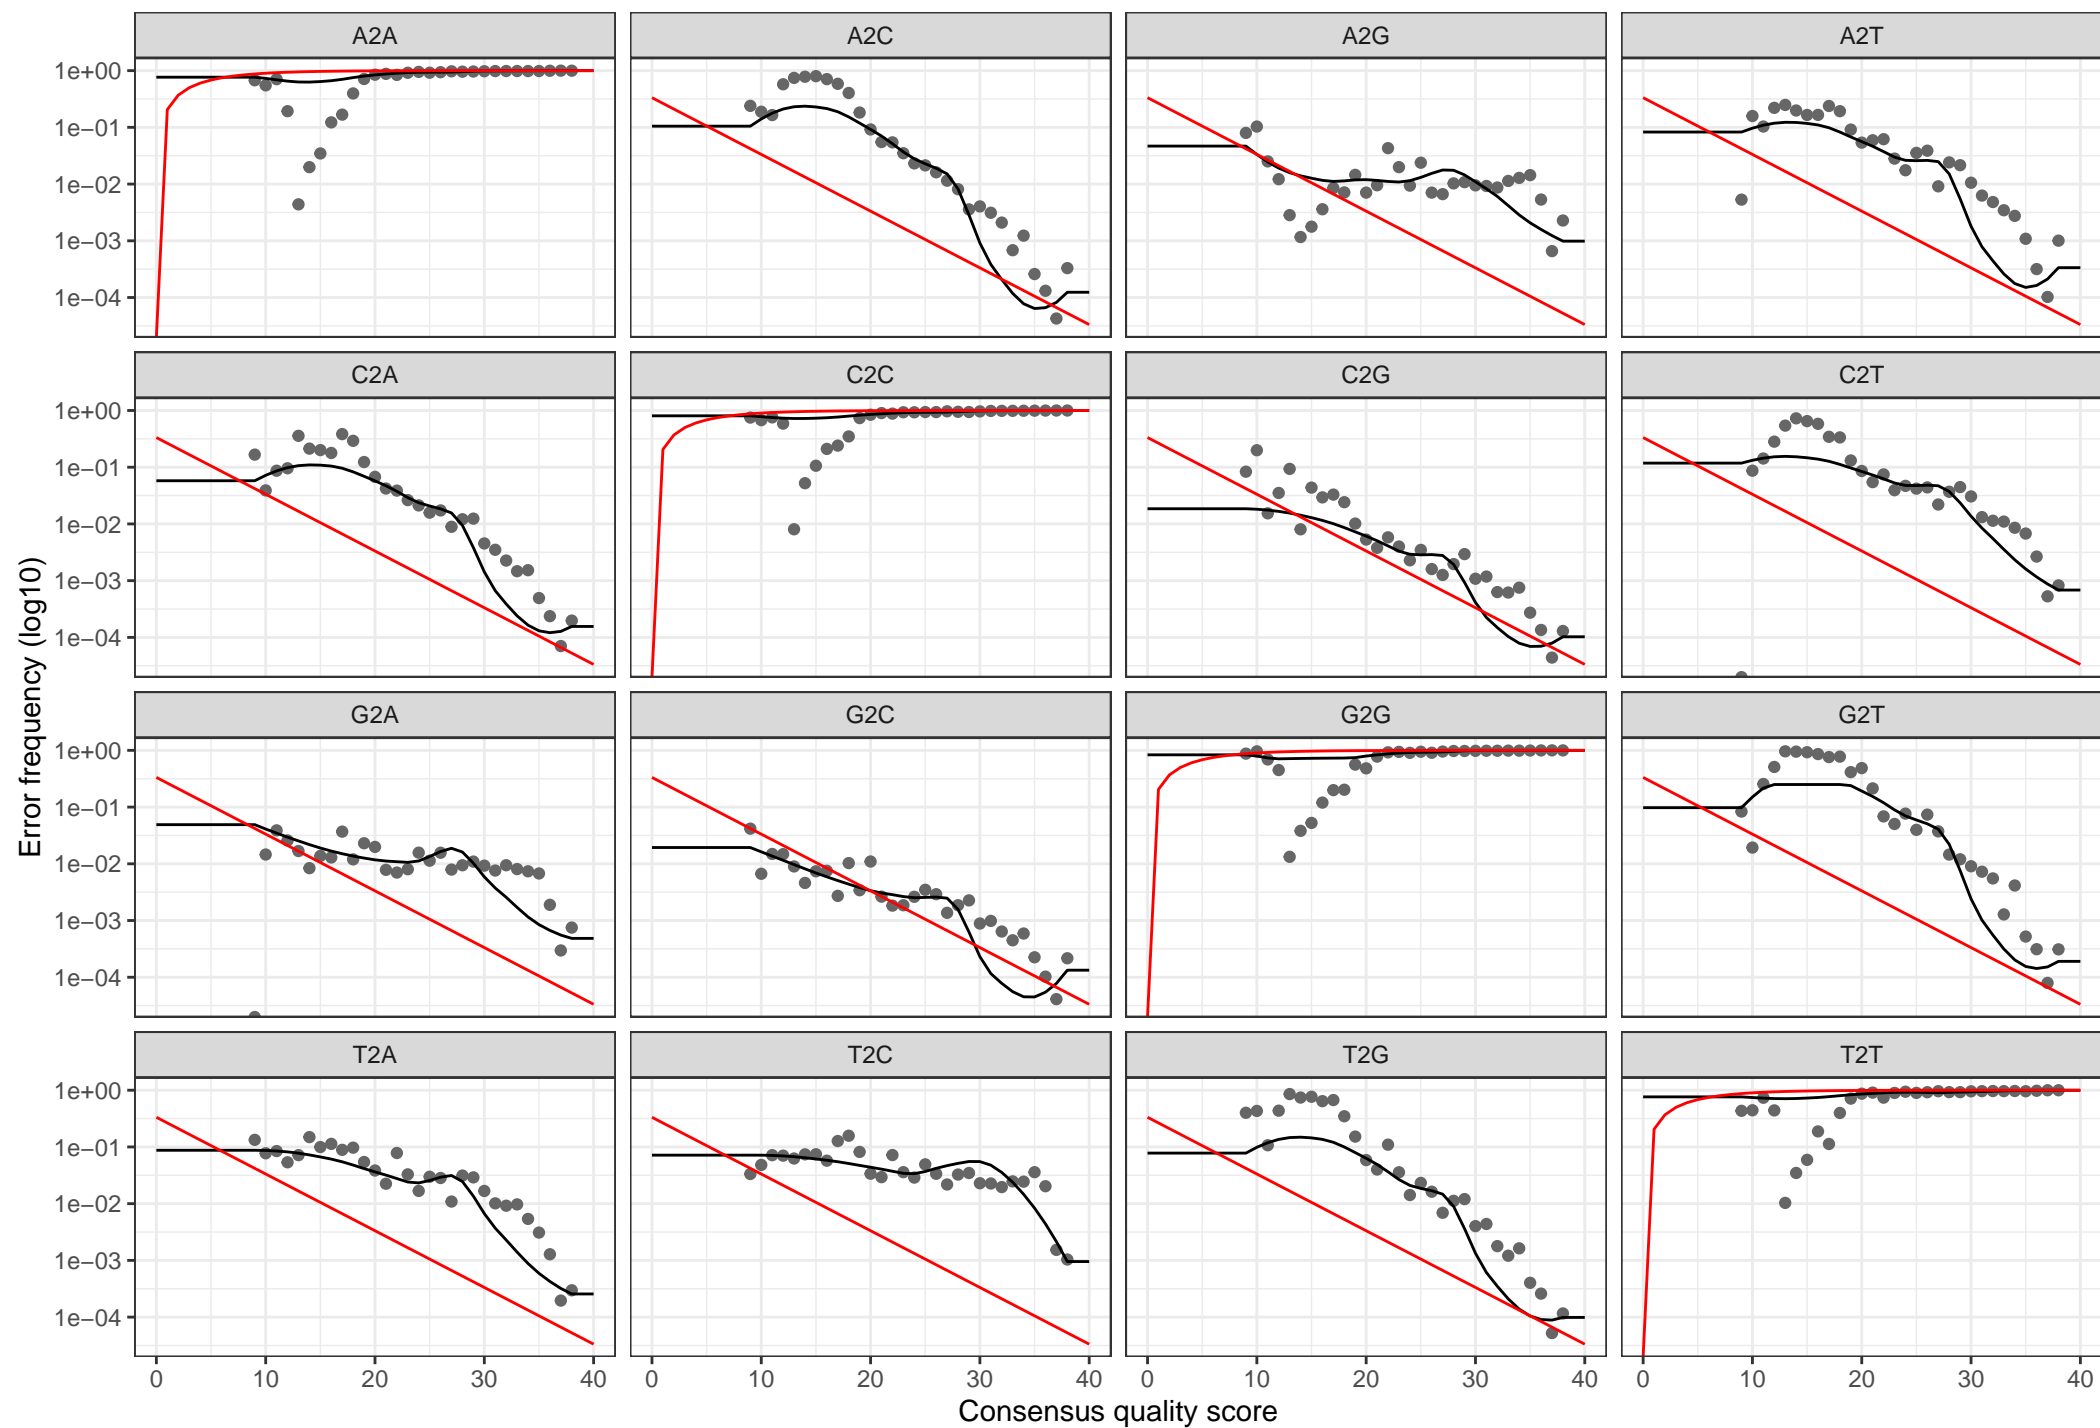 A2A A2C A2G A2T
1e+00
1e−01
1e−02
1e−03
1e−04
C2A C2C C2G C2T
1e+00
1e−01
1e−02
1e−03
1e−04
Error frequency (log10)
G2A G2C G2G G2T
1e+00
1e−01
1e−02
1e−03
1e−04
T2A T2C T2G T2T
1e+00
1e−01
1e−02
1e−03
1e−04
0 10 20 30 40 0 10 20 30 40 0 10 20 30 40 0 10 20 30 40
Consensus quality score